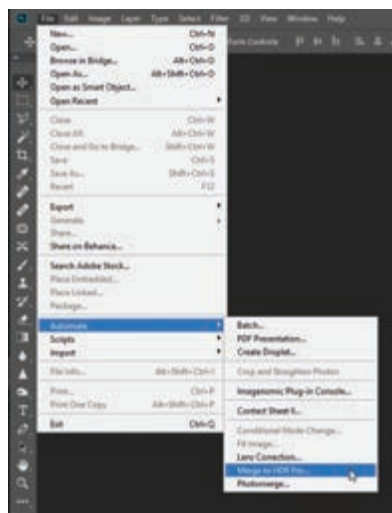 File Edit Image Layer Type Select Filter 3D View Window Help
New... Ctrl+N
Open... Ctrl+O
Browse in Bridge... Alt+Ctrl+O
Open As... Alt+Shift+Ctrl+O
Open as Smart Object...
Open Recent
Close Ctrl+W
Close All Alt+Ctrl+W
Close and Go to Bridge... Shift+Ctrl+W
Save Ctrl+S
Save As... Shift+Ctrl+S
Revert F12
Export
Generate
Share...
Share on Behance...
Search Adobe Stock...
Place Embedded...
Place Linked...
Package...
Automate
Scripts
Import
File Info... Alt+Shift+Ctrl+I
Print... Ctrl+P
Print One Copy Alt+Shift+Ctrl+P
Exit Ctrl+Q
Batch...
PDF Presentation...
Create Droplet...
Crop and Straighten Photos
Imagenomic Plug-in Console...
Contact Sheet II...
Conditional Mode Change...
Fit Image...
Lens Correction...
Merge to HDR Pro...
Photomerge...